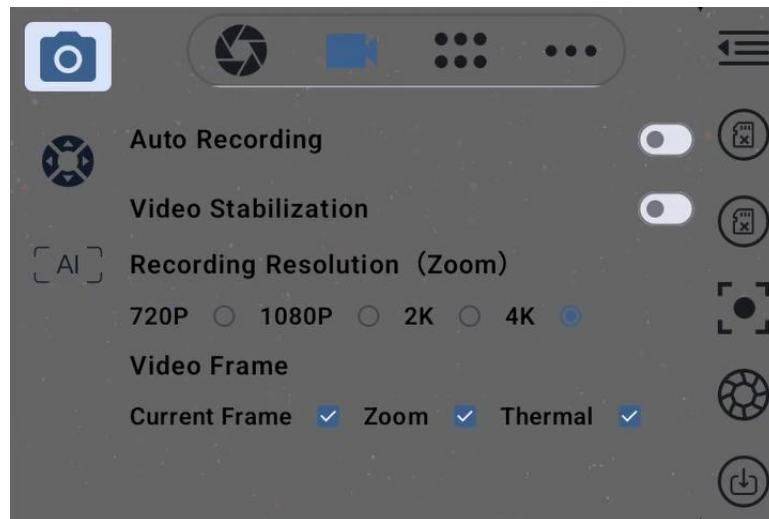 Auto Recording
Video Stabilization
AI
Recording Resolution（Zoom）
720P 1080P 2K 4K
Video Frame
Current Frame Zoom Thermal